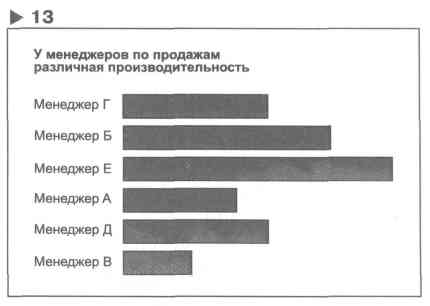 ▶ 13
У менеджеров по продажам
различная производительность
Менеджер Г
Менеджер Б
Менеджер Е
Менеджер А
Менеджер Д
Менеджер В